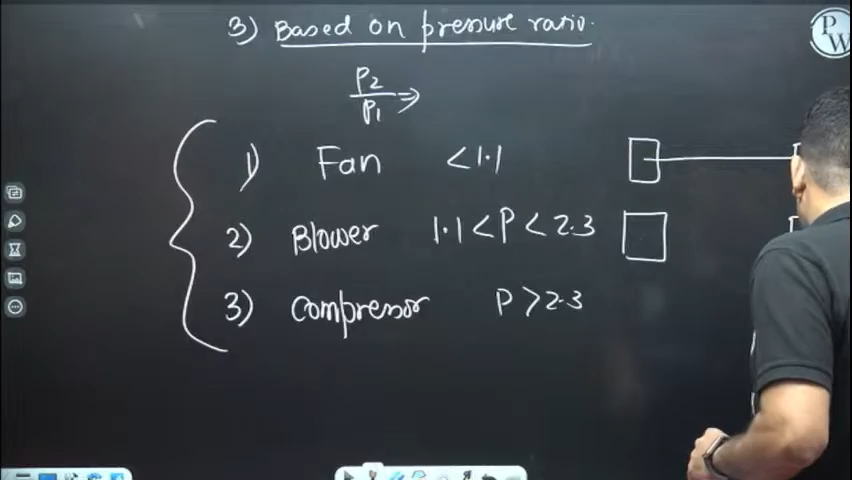 3) Based on pressure ratio.
P2/P1 ⇒
1) Fan <1.1
2) Blower 1.1<P<2.3
3) Compressor P>2.3
PW